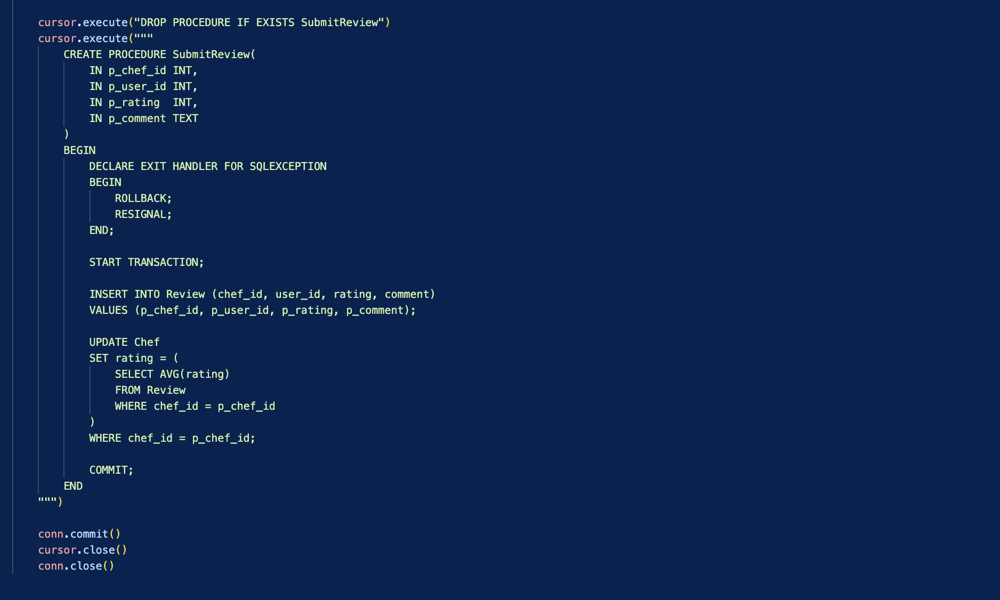 cursor.execute("DROP PROCEDURE IF EXISTS SubmitReview")
cursor.execute("""
    CREATE PROCEDURE SubmitReview(
        IN p_chef_id INT,
        IN p_user_id INT,
        IN p_rating  INT,
        IN p_comment TEXT
    )
    BEGIN
        DECLARE EXIT HANDLER FOR SQLEXCEPTION
        BEGIN
            ROLLBACK;
            RESIGNAL;
        END;

        START TRANSACTION;

        INSERT INTO Review (chef_id, user_id, rating, comment)
        VALUES (p_chef_id, p_user_id, p_rating, p_comment);

        UPDATE Chef
        SET rating = (
            SELECT AVG(rating)
            FROM Review
            WHERE chef_id = p_chef_id
        )
        WHERE chef_id = p_chef_id;

        COMMIT;
    END
""")

conn.commit()
cursor.close()
conn.close()